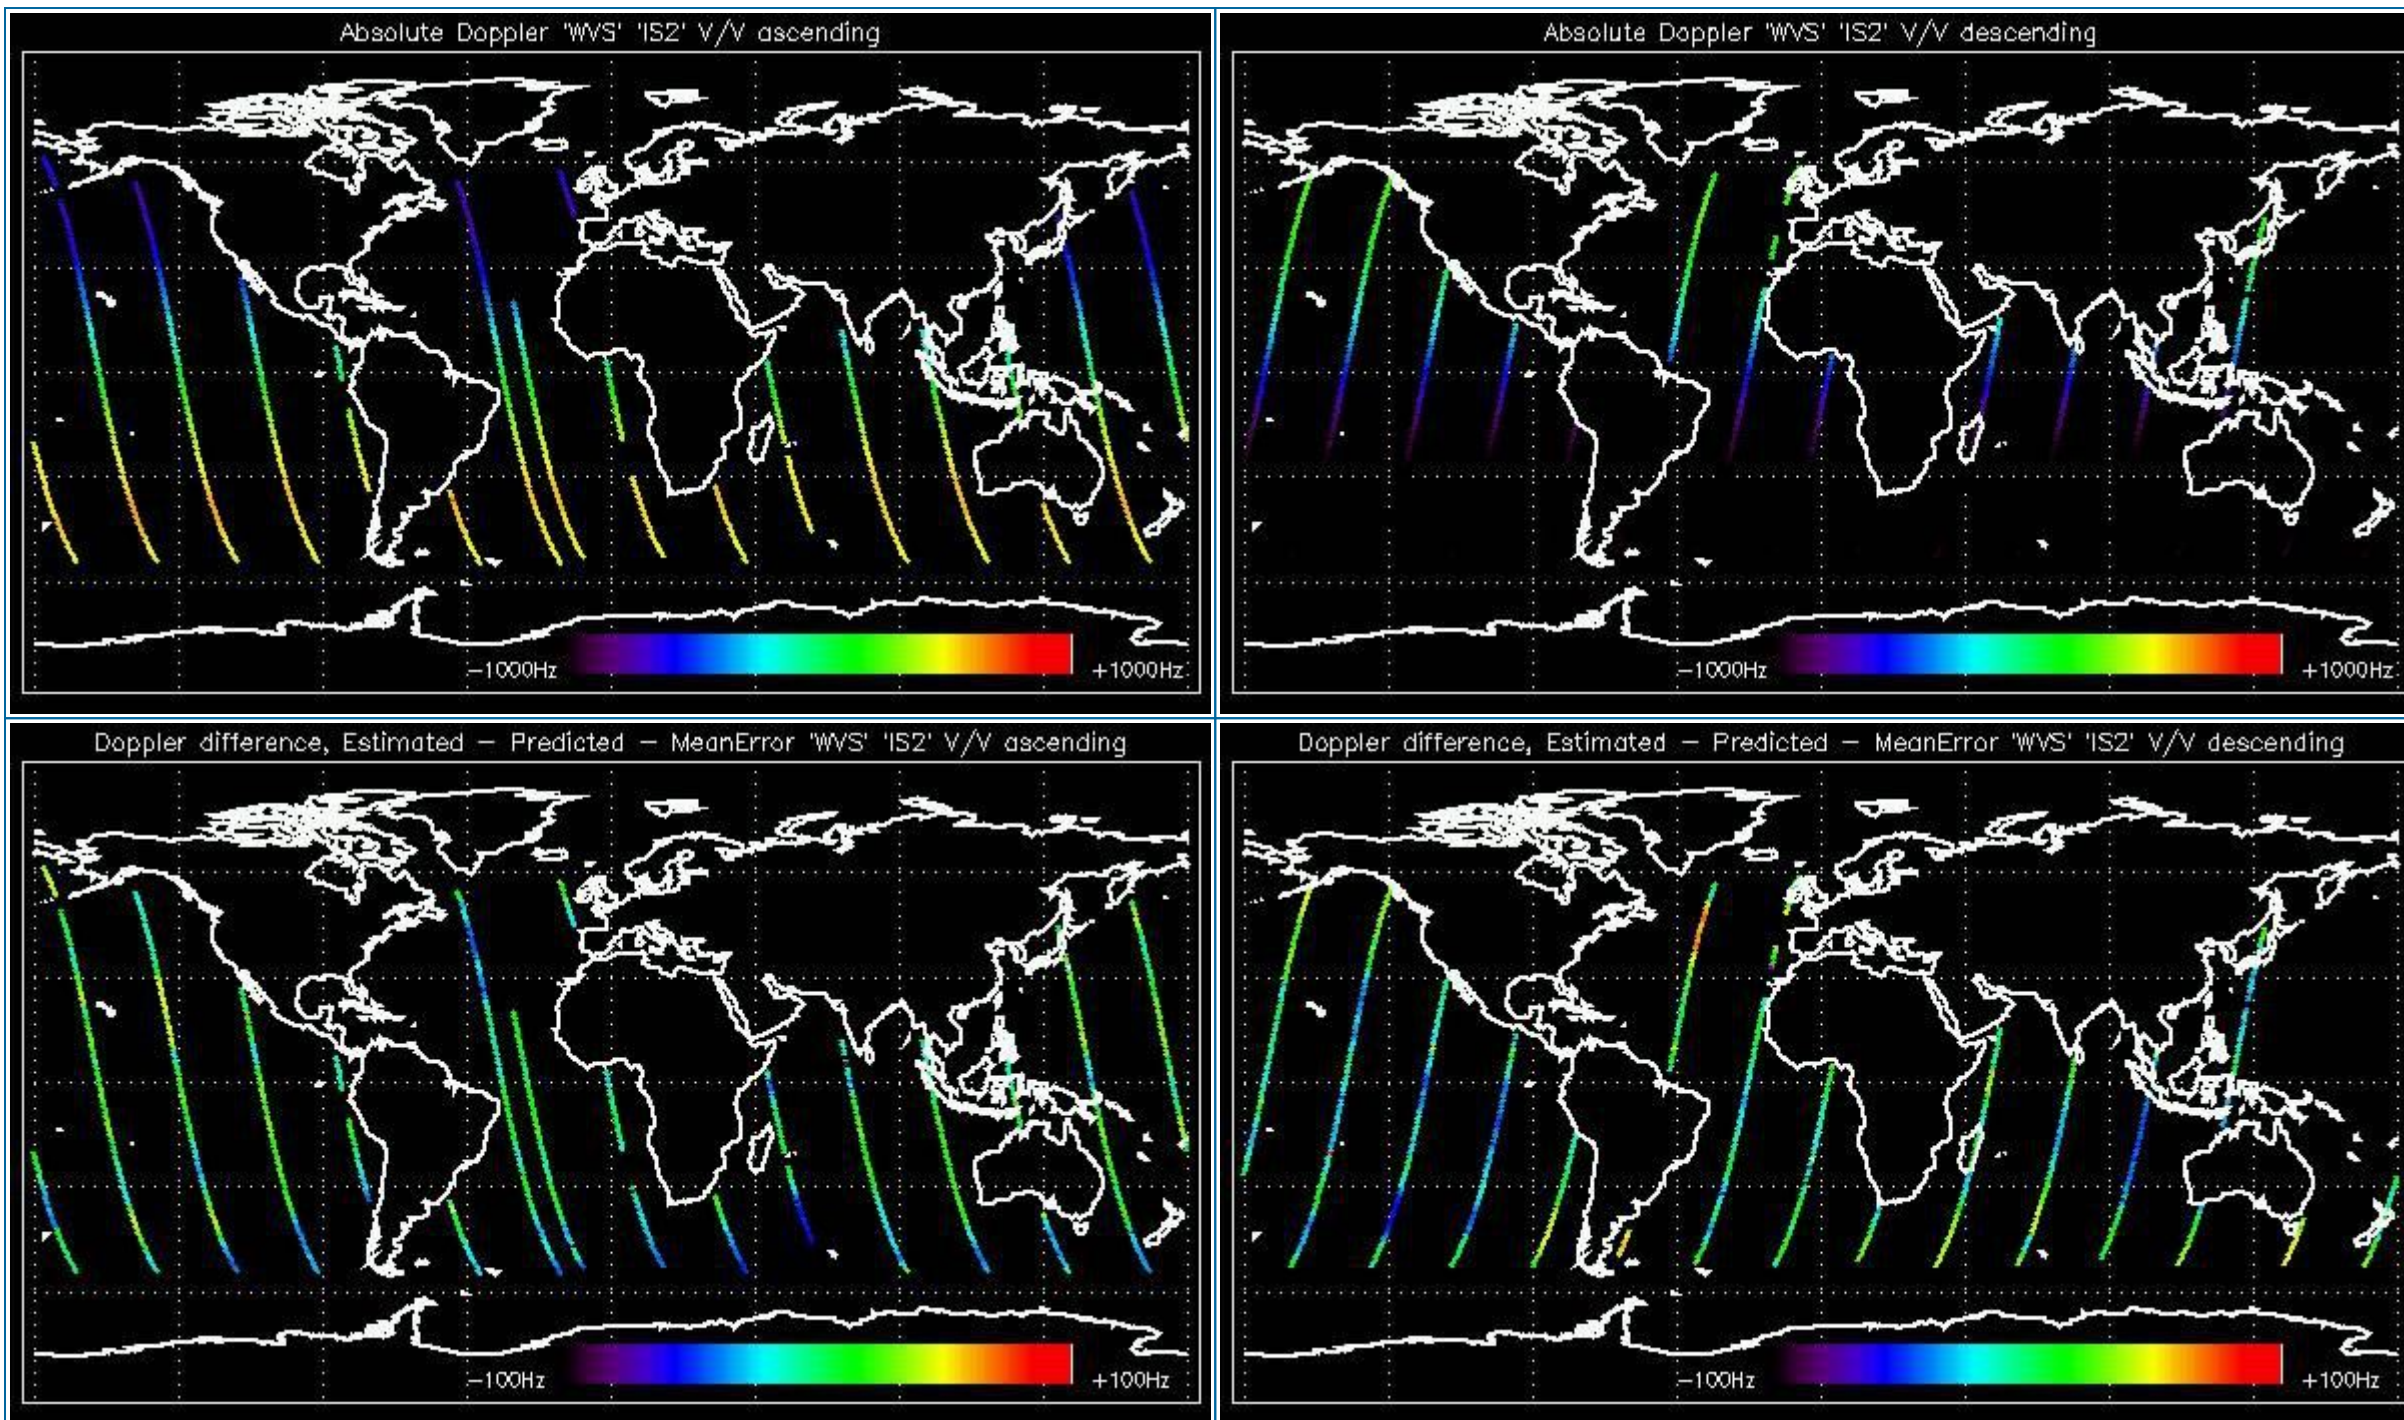 Absolute Doppler 'WVS' 'IS2' V/V ascending
-1000Hz
+1000Hz
Absolute Doppler 'WVS' 'IS2' V/V descending
-1000Hz
+1000Hz
Doppler difference, Estimated - Predicted - MeanError 'WVS' 'IS2' V/V ascending
-100Hz
+100Hz
Doppler difference, Estimated - Predicted - MeanError 'WVS' 'IS2' V/V descending
-100Hz
+100Hz